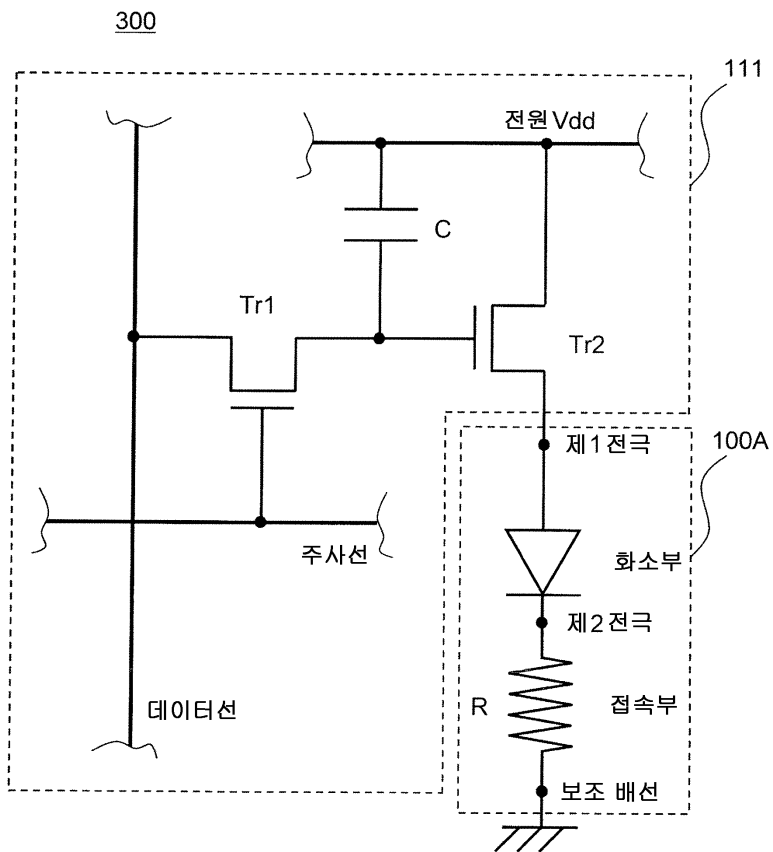 300
111
전원 Vdd
C
Tr1
Tr2
제1 전극
100A
주사선
화소부
제2 전극
데이터선
R
접속부
보조 배선